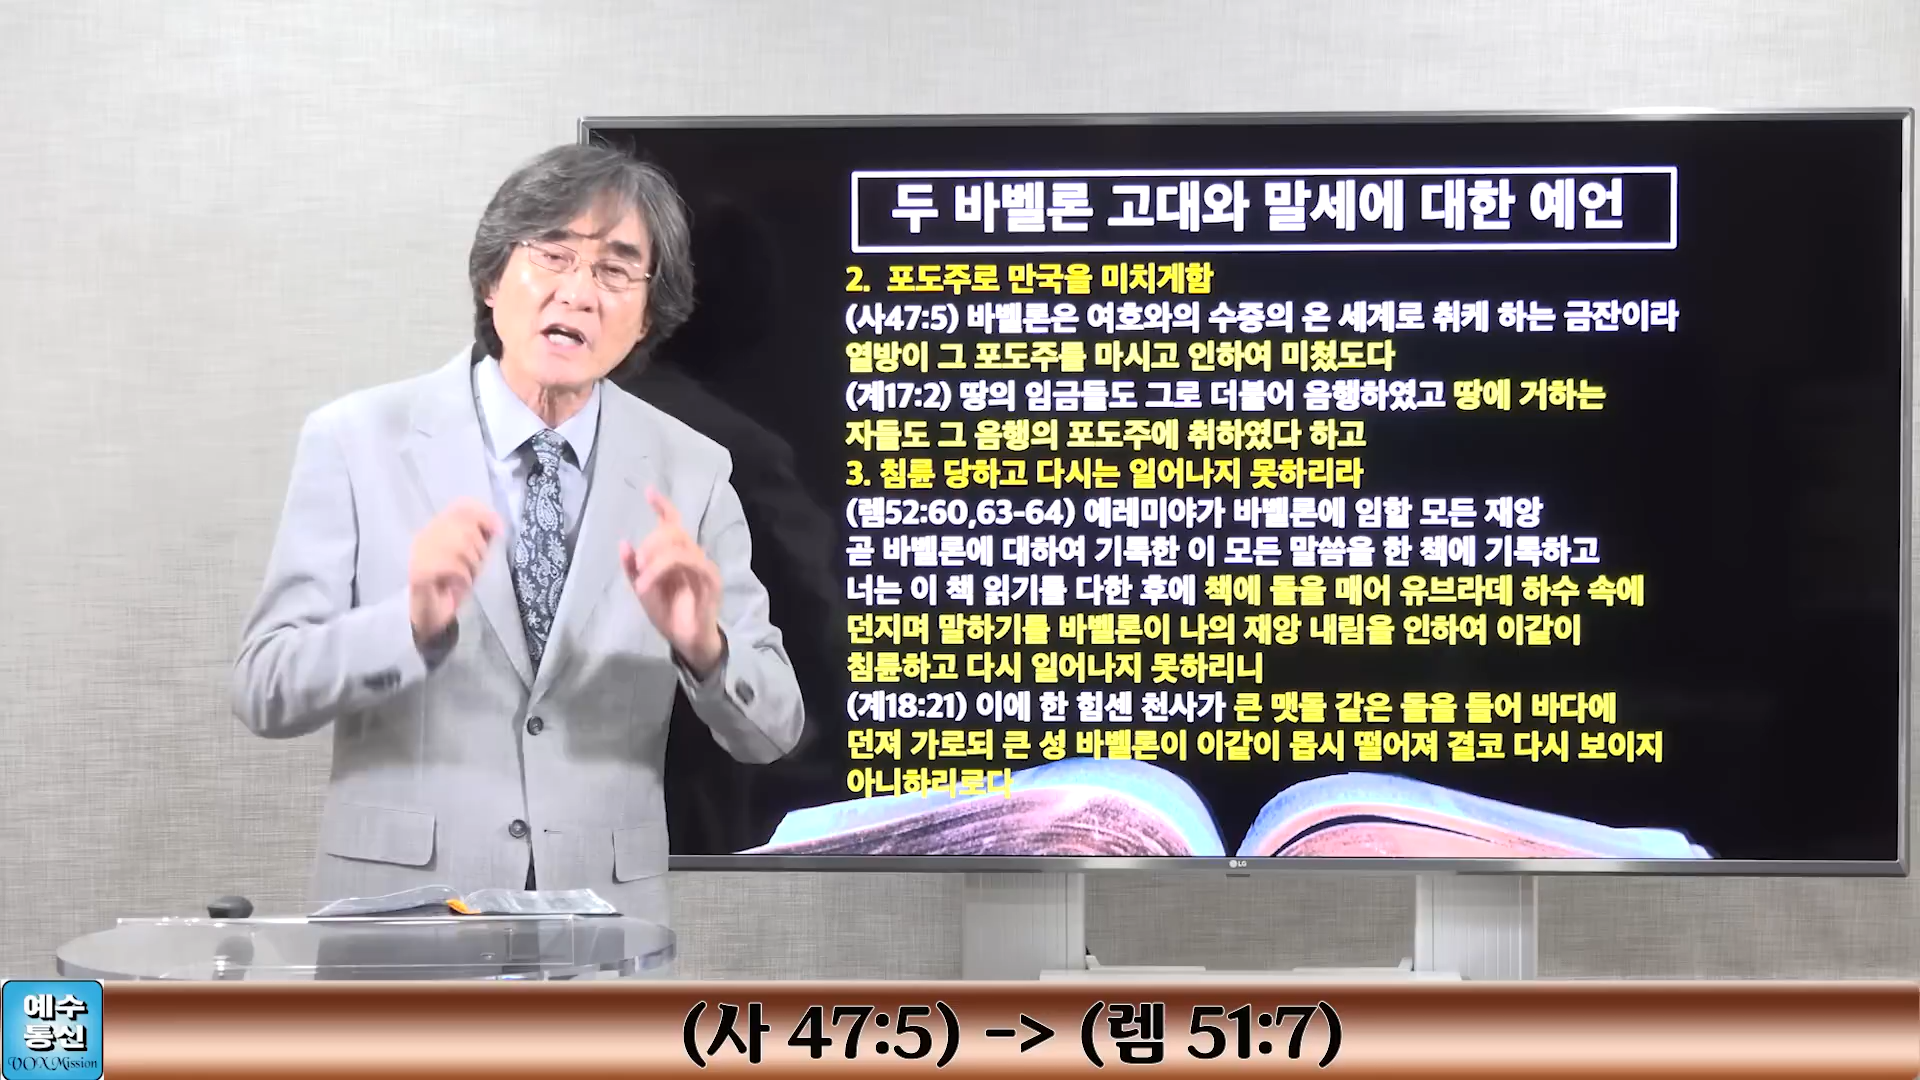 두 바벨론 고대와 말세에 대한 예언
2. 포도주로 만국을 미치게함
(사47:5) 바벨론은 여호와의 수중의 온 세계로 취케 하는 금잔이라
열방이 그 포도주를 마시고 인하여 미쳤도다
(계17:2) 땅의 임금들도 그로 더불어 음행하였고 땅에 거하는
자들도 그 음행의 포도주에 취하였다 하고
3. 침륜 당하고 다시는 일어나지 못하리라
(렘52:60,63-64) 예레미야가 바벨론에 임할 모든 재앙
곧 바벨론에 대하여 기록한 이 모든 말씀을 한 책에 기록하고
너는 이 책 읽기를 다한 후에 책에 돌을 매어 유브라데 하수 속에
던지며 말하기를 바벨론이 나의 재앙 내림을 인하여 이같이
침륜하고 다시 일어나지 못하리니
(계18:21) 이에 한 힘센 천사가 큰 맷돌 같은 돌을 들어 바다에
던져 가로되 큰 성 바벨론이 이같이 몹시 떨어져 결코 다시 보이지
아니하리로다
LG
예수
통신
VOX Mission
(사 47:5) -> (렘 51:7)